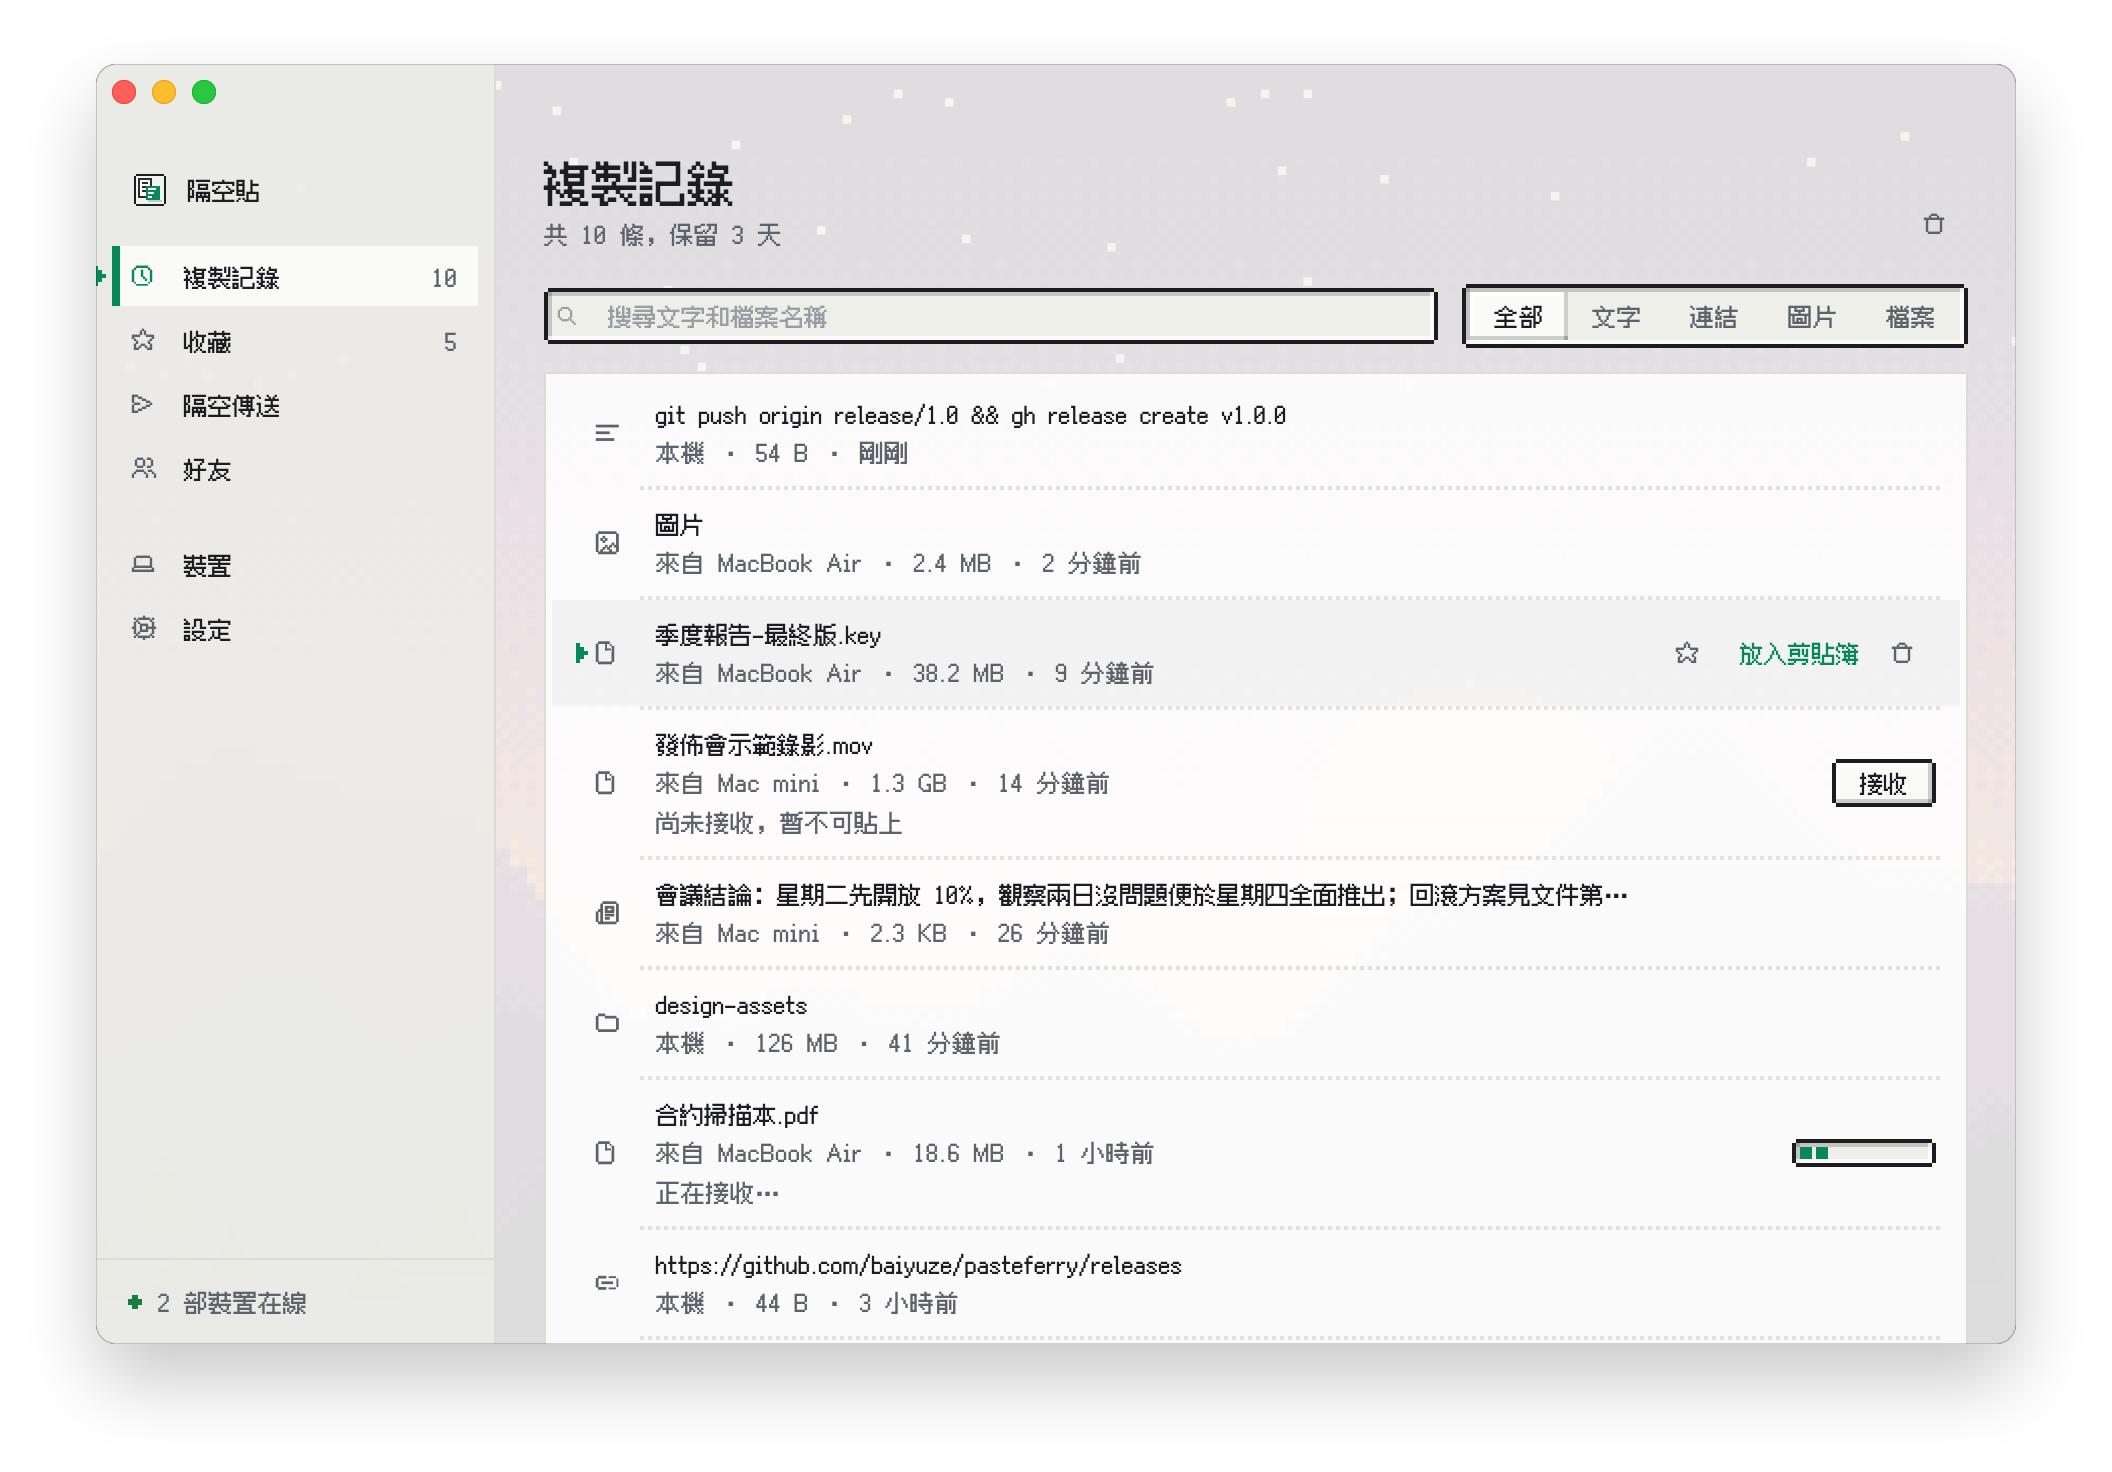 隔空貼
複製記錄 10
收藏 5
隔空傳送
好友
裝置
設定
2 部裝置在線
複製記錄
共 10 條，保留 3 天
搜尋文字和檔案名稱
全部 文字 連結 圖片 檔案
git push origin release/1.0 && gh release create v1.0.0
本機 · 54 B · 剛剛
圖片
來自 MacBook Air · 2.4 MB · 2 分鐘前
季度報告-最終版.key
來自 MacBook Air · 38.2 MB · 9 分鐘前
放入剪貼簿
發佈會示範錄影.mov
來自 Mac mini · 1.3 GB · 14 分鐘前
尚未接收，暫不可貼上
接收
會議結論：星期二先開放 10%，觀察兩日沒問題便於星期四全面推出；回滾方案見文件第…
來自 Mac mini · 2.3 KB · 26 分鐘前
design-assets
本機 · 126 MB · 41 分鐘前
合約掃描本.pdf
來自 MacBook Air · 18.6 MB · 1 小時前
正在接收…
https://github.com/baiyuze/pasteferry/releases
本機 · 44 B · 3 小時前